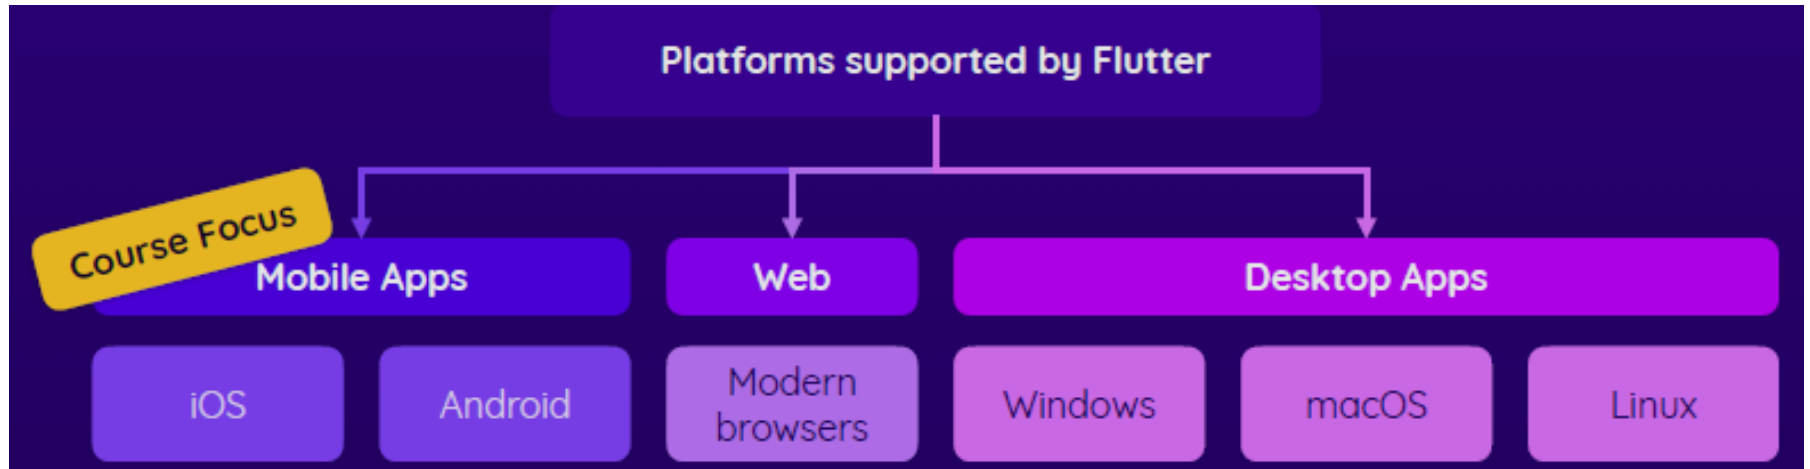 Platforms supported by Flutter
Course Focus
Mobile Apps
Web
Desktop Apps
iOS
Android
Modern
browsers
Windows
macOS
Linux